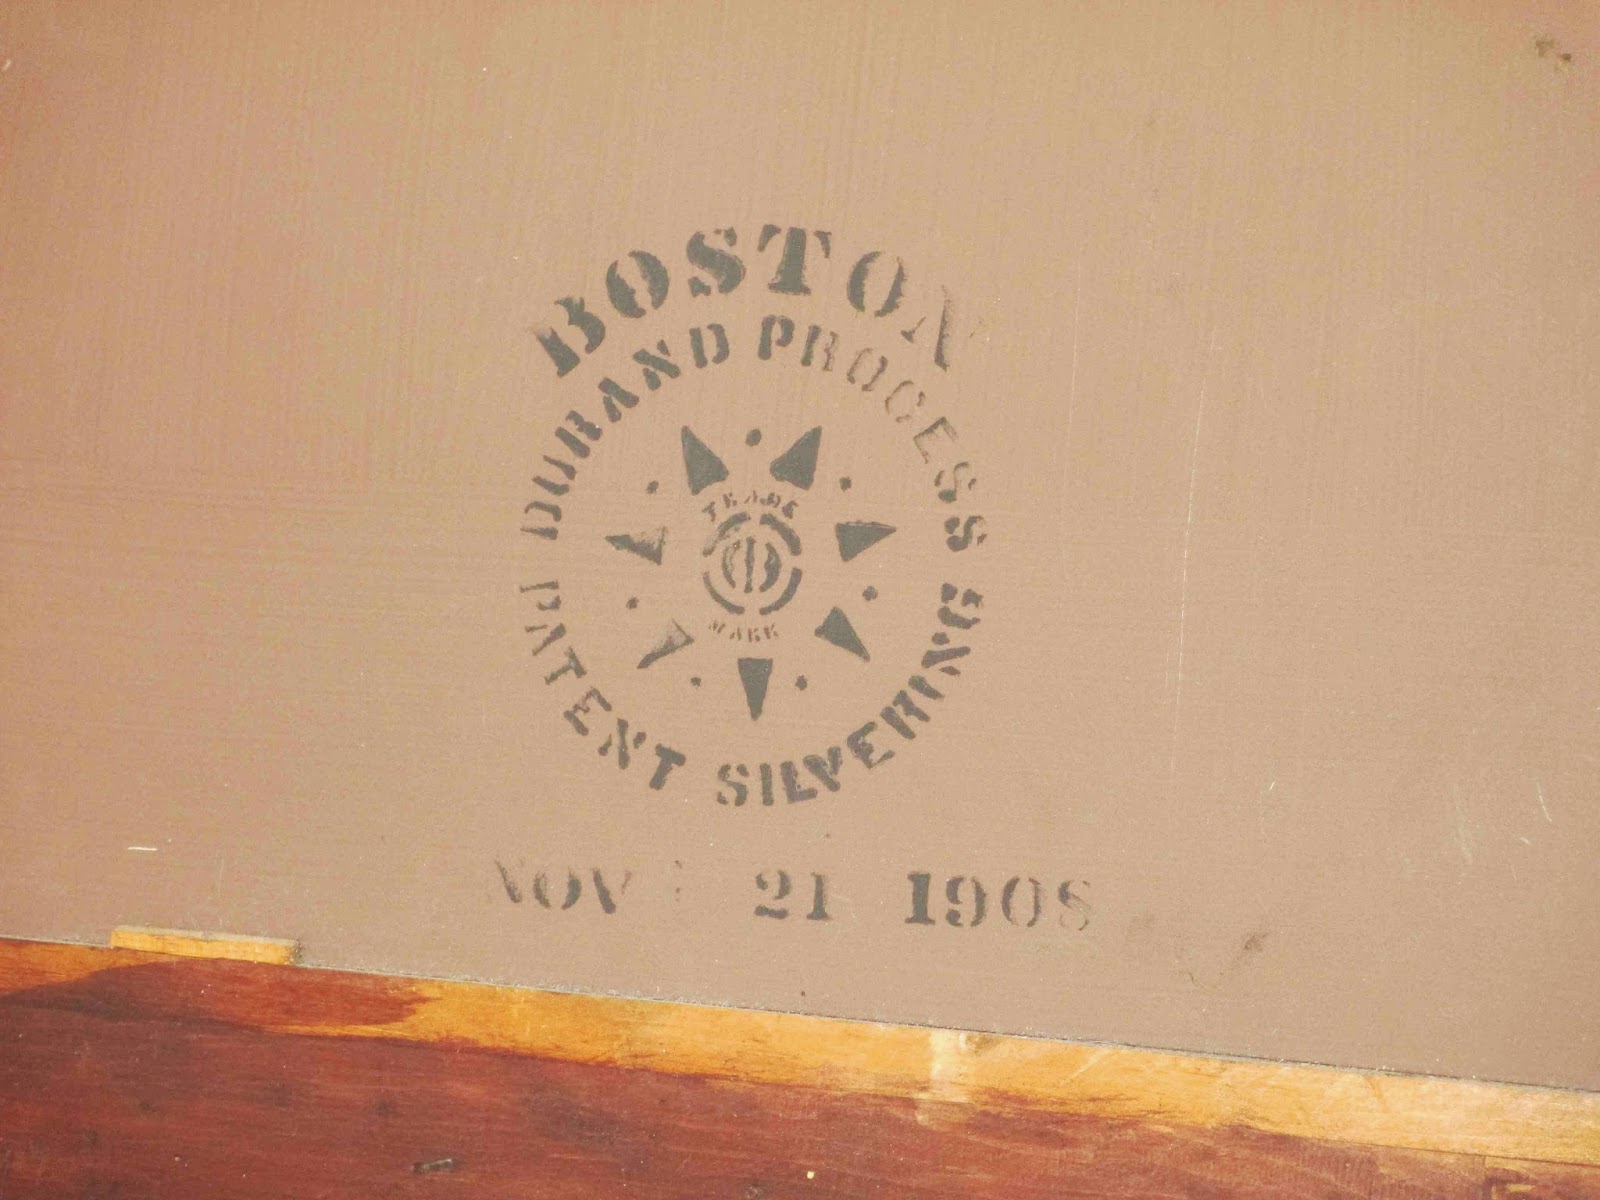 BOSTON
DURAND PROCESS
TRADE
MARK
PATENT SILVERING
NOV 21 1908